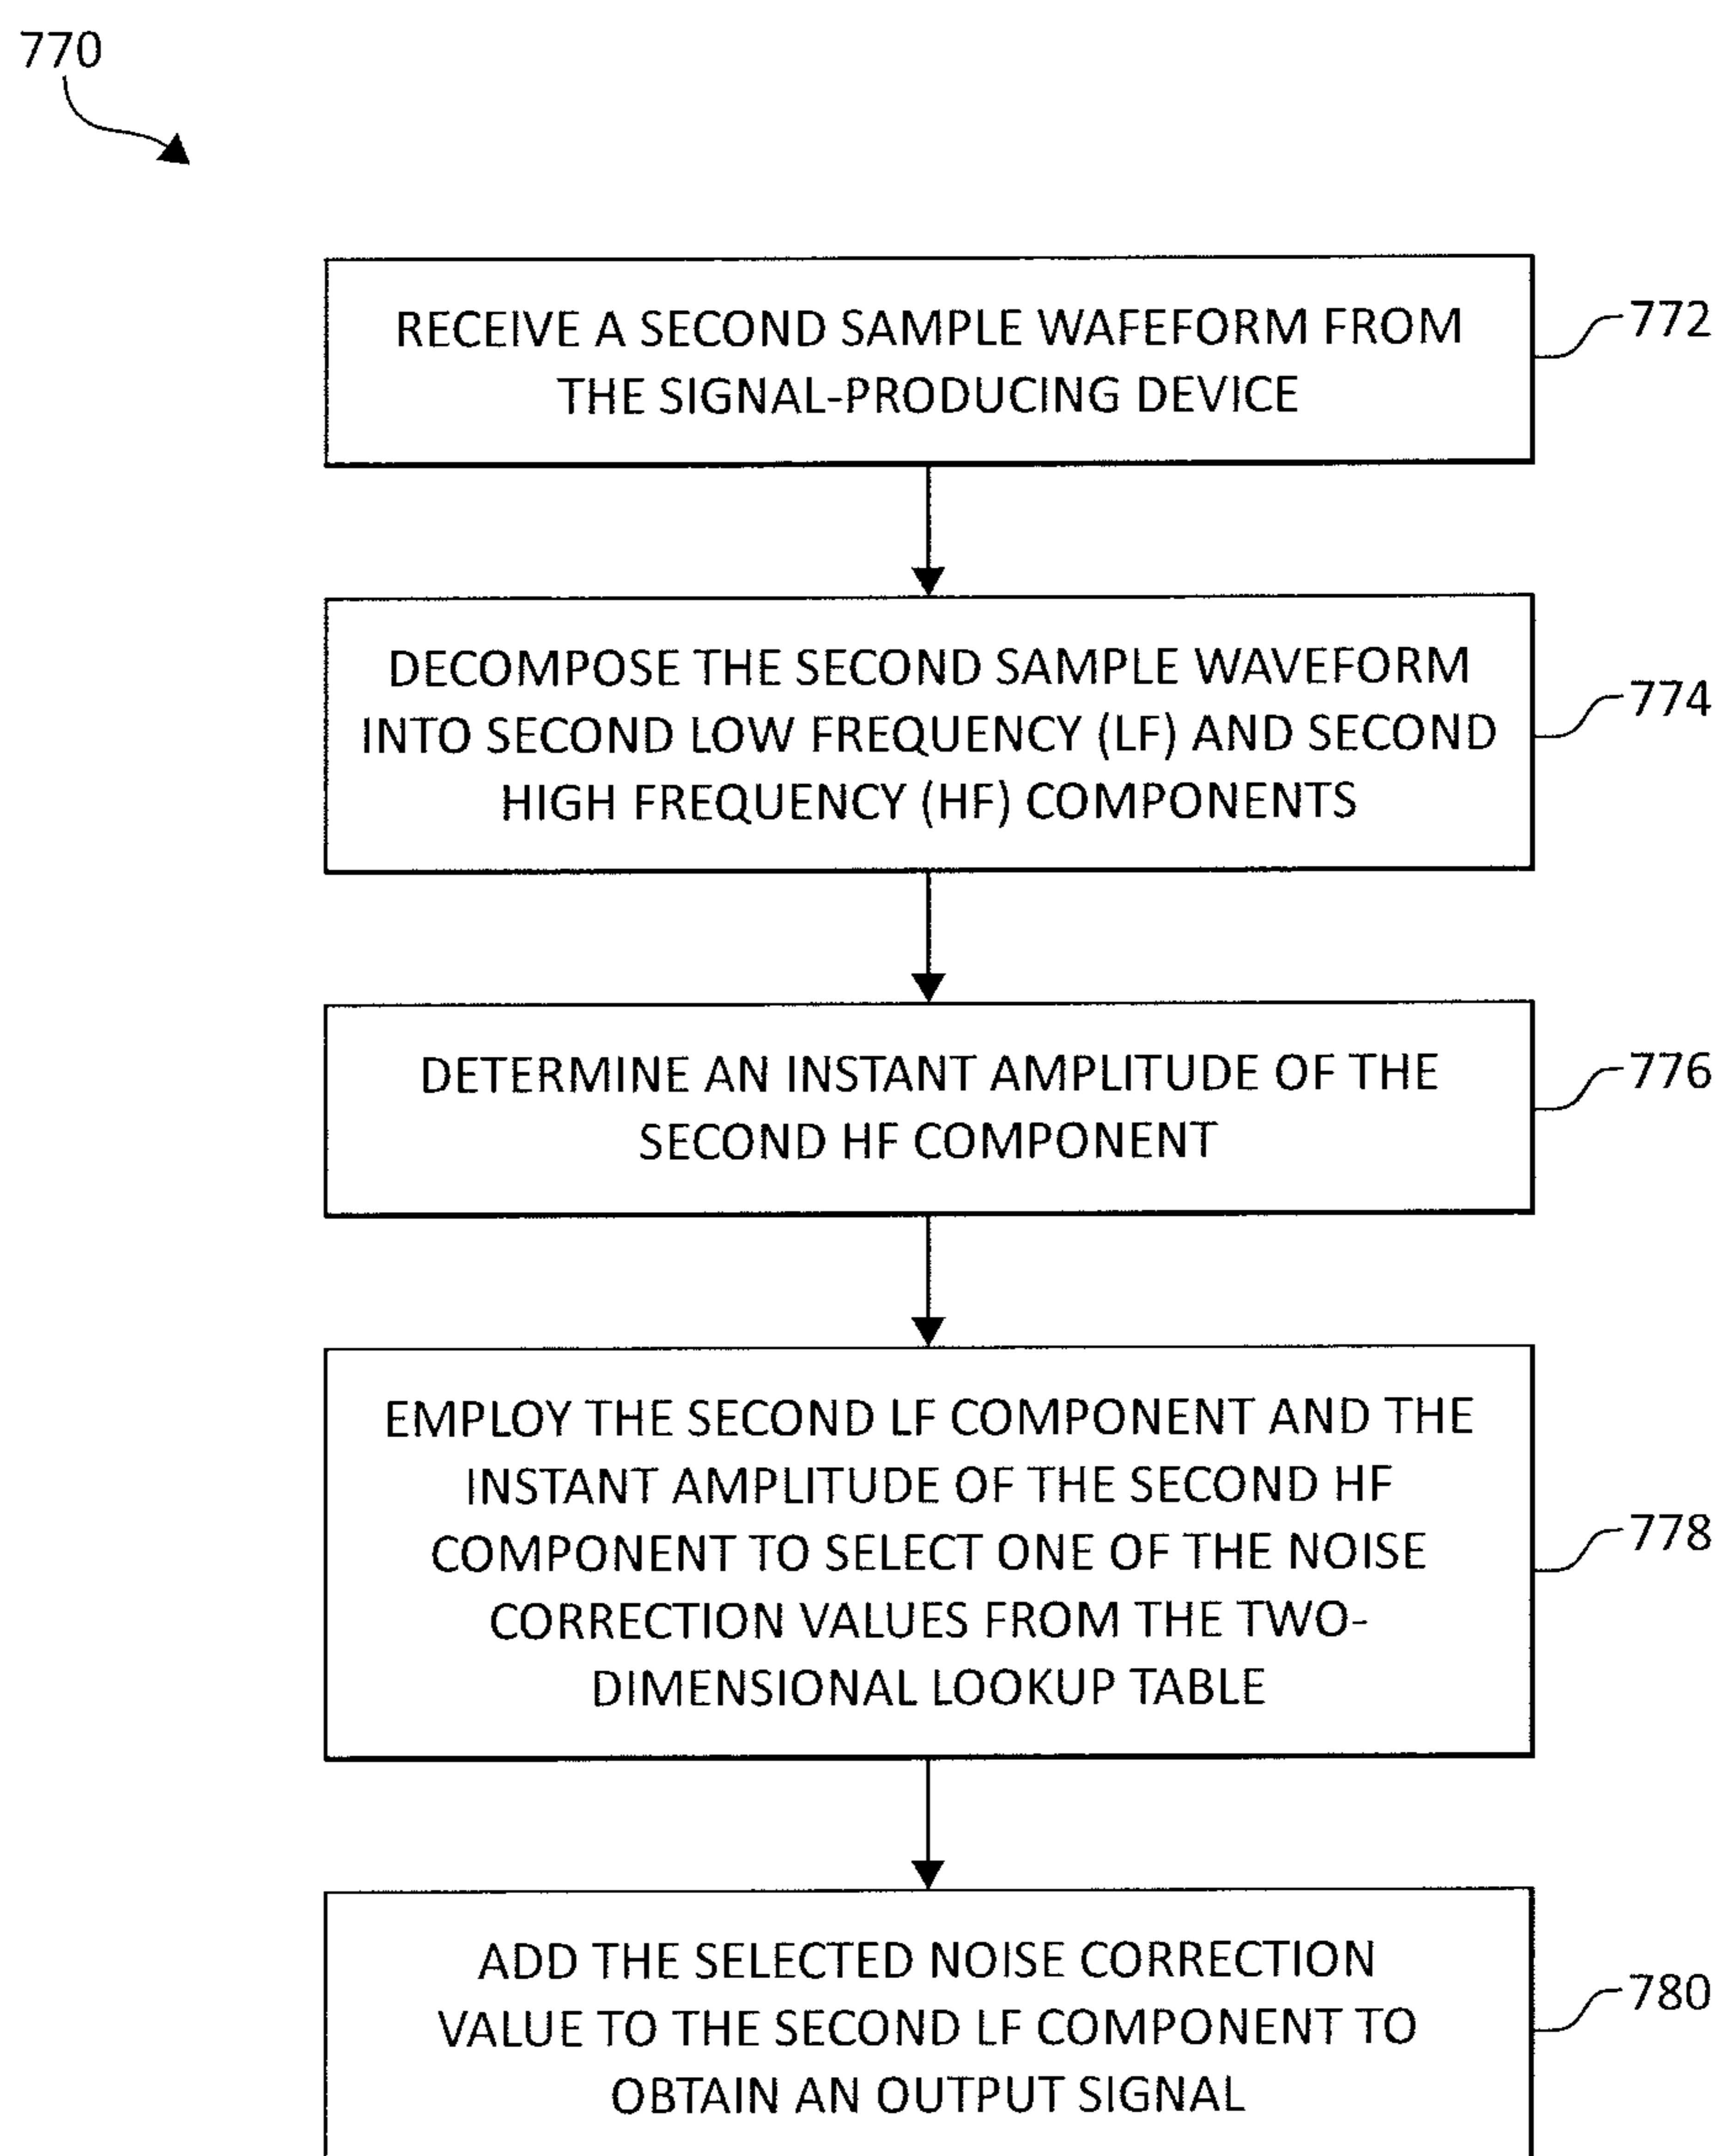 770
RECEIVE A SECOND SAMPLE WAFEFORM FROM
THE SIGNAL-PRODUCING DEVICE
772
DECOMPOSE THE SECOND SAMPLE WAVEFORM
INTO SECOND LOW FREQUENCY (LF) AND SECOND
HIGH FREQUENCY (HF) COMPONENTS
774
DETERMINE AN INSTANT AMPLITUDE OF THE
SECOND HF COMPONENT
776
EMPLOY THE SECOND LF COMPONENT AND THE
INSTANT AMPLITUDE OF THE SECOND HF
COMPONENT TO SELECT ONE OF THE NOISE
CORRECTION VALUES FROM THE TWO-
DIMENSIONAL LOOKUP TABLE
778
ADD THE SELECTED NOISE CORRECTION
VALUE TO THE SECOND LF COMPONENT TO
OBTAIN AN OUTPUT SIGNAL
780